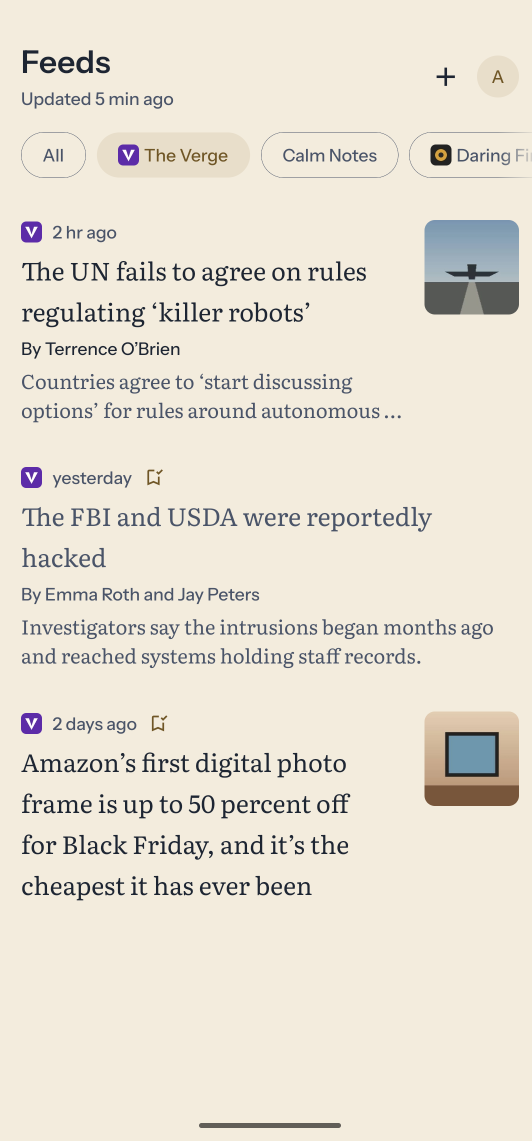 Feeds
Updated 5 min ago
A
All
The Verge
Calm Notes
Daring
2 hr ago
The UN fails to agree on rules
regulating ‘killer robots’
By Terrence O’Brien
Countries agree to ‘start discussing
options’ for rules around autonomous ...
yesterday
The FBI and USDA were reportedly
hacked
By Emma Roth and Jay Peters
Investigators say the intrusions began months ago
and reached systems holding staff records.
2 days ago
Amazon’s first digital photo
frame is up to 50 percent off
for Black Friday, and it’s the
cheapest it has ever been